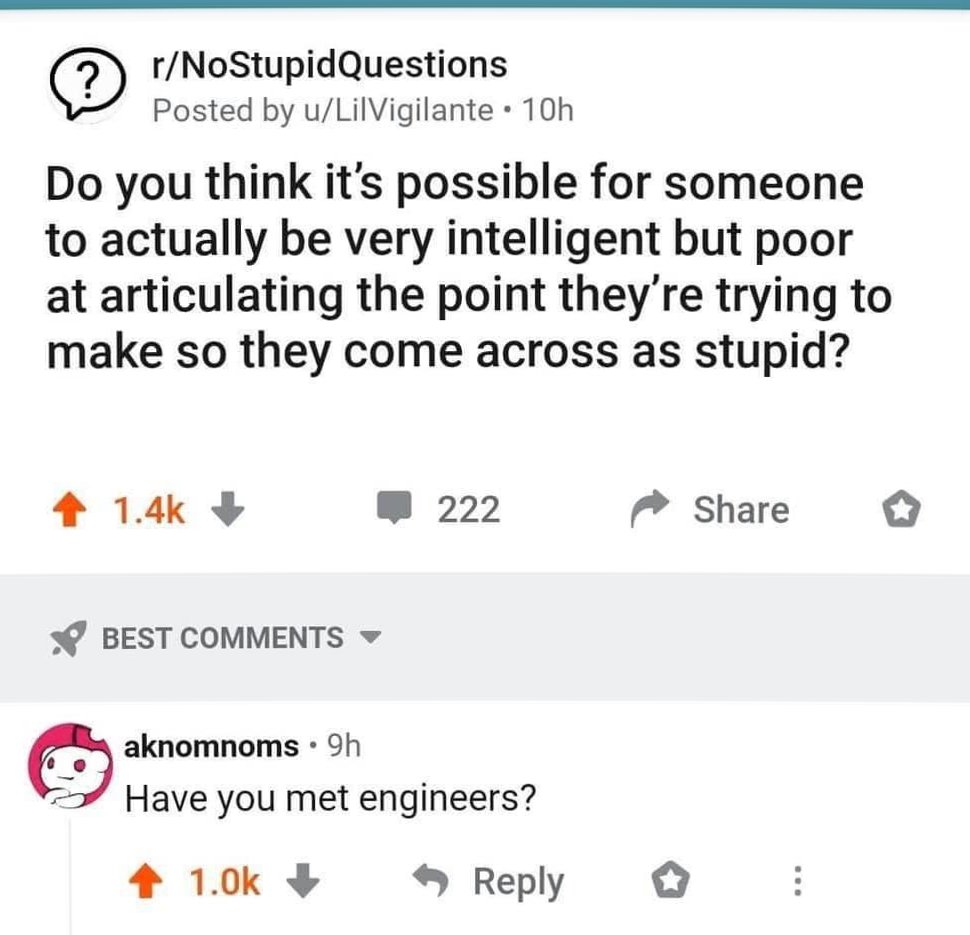 ?
r/NoStupidQuestions
Posted by u/LilVigilante • 10h
Do you think it's possible for someone
to actually be very intelligent but poor
at articulating the point they're trying to
make so they come across as stupid?
1.4k 222 Share
BEST COMMENTS
aknomnoms • 9h
Have you met engineers?
1.0k Reply